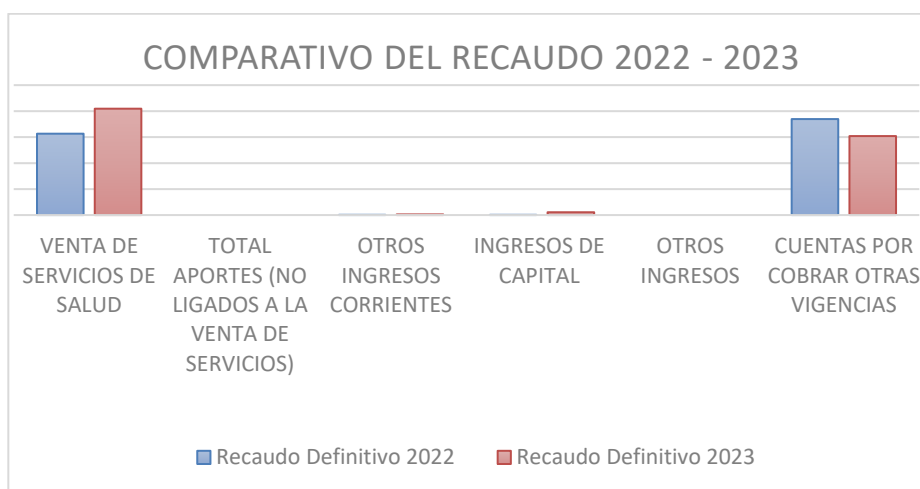 COMPARATIVO DEL RECAUDO 2022 - 2023
VENTA DE
SERVICIOS DE
SALUD
TOTAL
APORTES (NO
LIGADOS A LA
VENTA DE
SERVICIOS)
OTROS
INGRESOS
CORRIENTES
INGRESOS DE
CAPITAL
OTROS
INGRESOS
CUENTAS POR
COBRAR OTRAS
VIGENCIAS
Recaudo Definitivo 2022
Recaudo Definitivo 2023